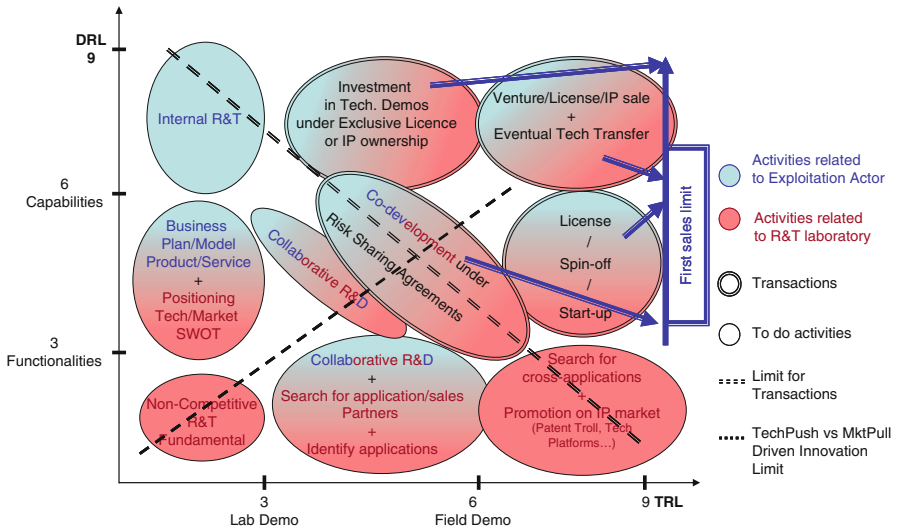 DRL
9
6
Capabilities
3
Functionalities
Internal R&T
Investment
in Tech. Demos
under Exclusive Licence
or IP ownership
Venture/License/IP sale
+
Eventual Tech Transfer
Business
Plan/Model
Product/Service
+
Positioning
Tech/Market
SWOT
Collaborative R&D
Co-development under
Risk Sharing Agreements
License
/
Spin-off
/
Start-up
First sales limit
Non-Competitive
R&T
Fundamental
Collaborative R&D
+
Search for application/sales
Partners
+
Identify applications
Search for
cross-applications
+
Promotion on IP market
(Patent Troll, Tech
Platforms…)
3
Lab Demo
6
Field Demo
9 TRL
Activities related
to Exploitation Actor
Activities related
to R&T laboratory
Transactions
To do activities
Limit for
Transactions
TechPush vs MktPull
Driven Innovation
Limit